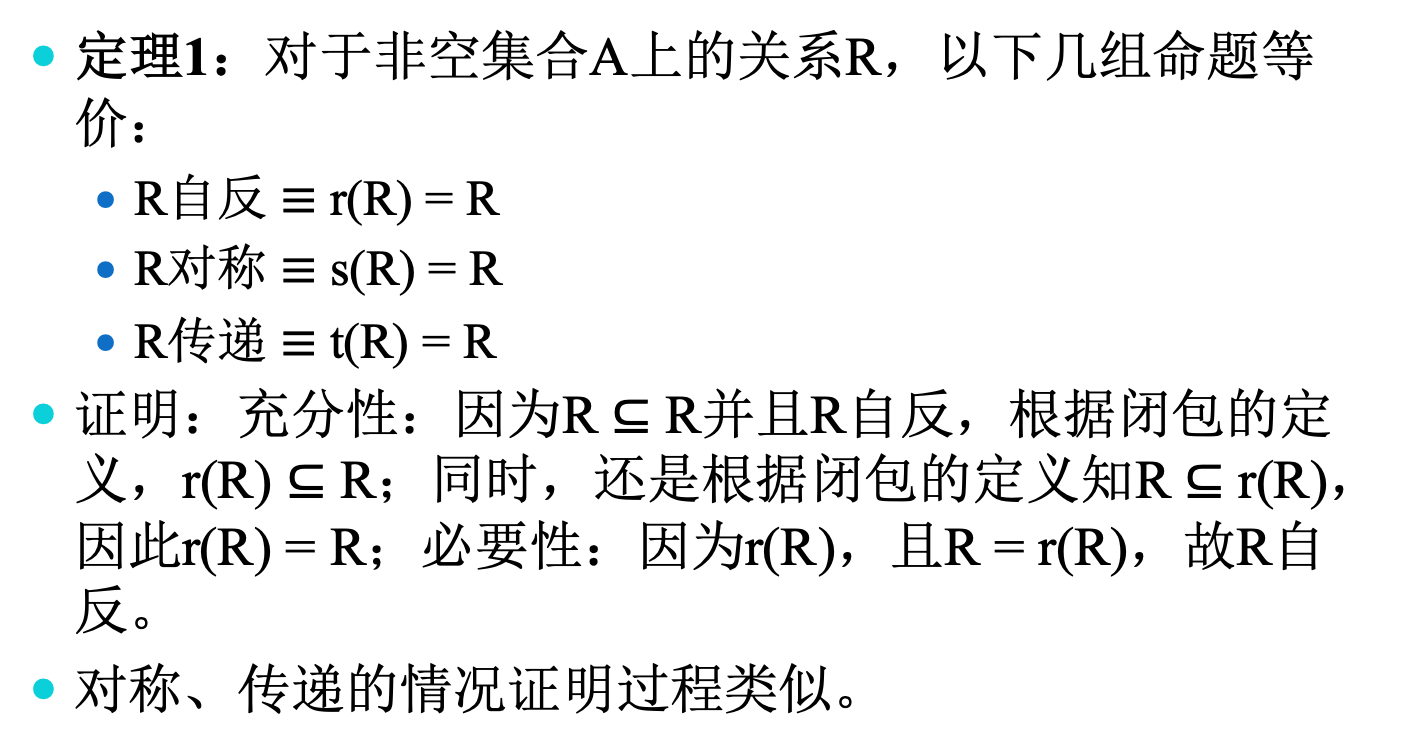 • 定理1：对于非空集合A上的关系R，以下几组命题等
价：
• R自反 ≡ r(R) = R
• R对称 ≡ s(R) = R
• R传递 ≡ t(R) = R
• 证明：充分性：因为R ⊆ R并且R自反，根据闭包的定
义，r(R) ⊆ R；同时，还是根据闭包的定义知R ⊆ r(R)，
因此r(R) = R；必要性：因为r(R)，且R = r(R)，故R自
反。
• 对称、传递的情况证明过程类似。